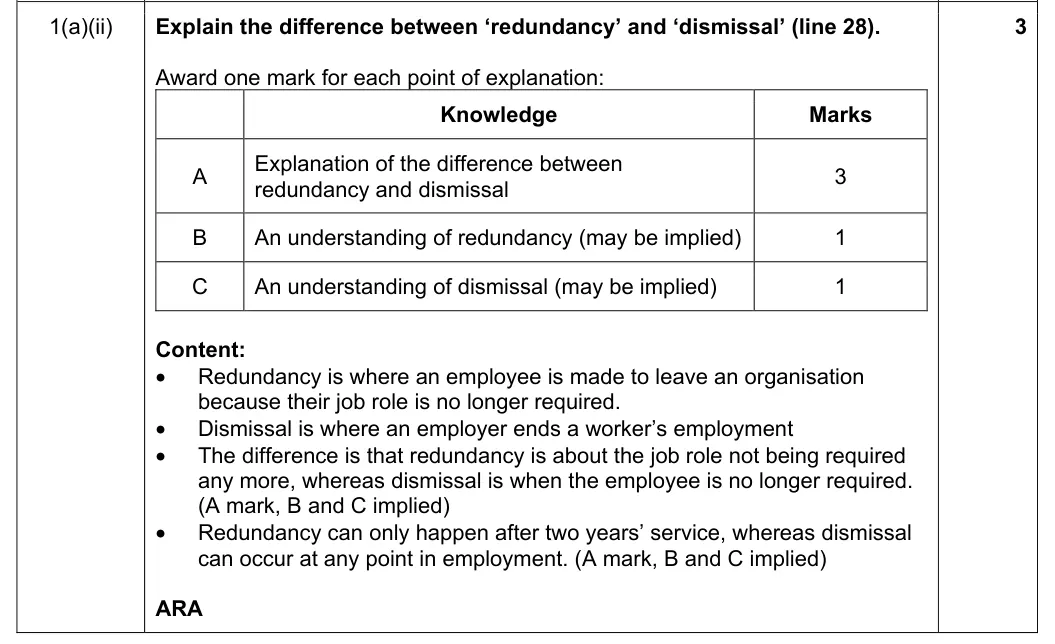 1(a)(ii) Explain the difference between ‘redundancy’ and ‘dismissal’ (line 28). 3
Award one mark for each point of explanation:
Knowledge Marks
A Explanation of the difference between
redundancy and dismissal 3
B An understanding of redundancy (may be implied) 1
C An understanding of dismissal (may be implied) 1
Content:
• Redundancy is where an employee is made to leave an organisation
because their job role is no longer required.
• Dismissal is where an employer ends a worker’s employment
• The difference is that redundancy is about the job role not being required
any more, whereas dismissal is when the employee is no longer required.
(A mark, B and C implied)
• Redundancy can only happen after two years’ service, whereas dismissal
can occur at any point in employment. (A mark, B and C implied)
ARA